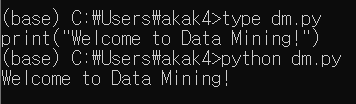 (base) C:₩Users₩akak4>type dm.py
print("Welcome to Data Mining!")
(base) C:₩Users₩akak4>python dm.py
Welcome to Data Mining!